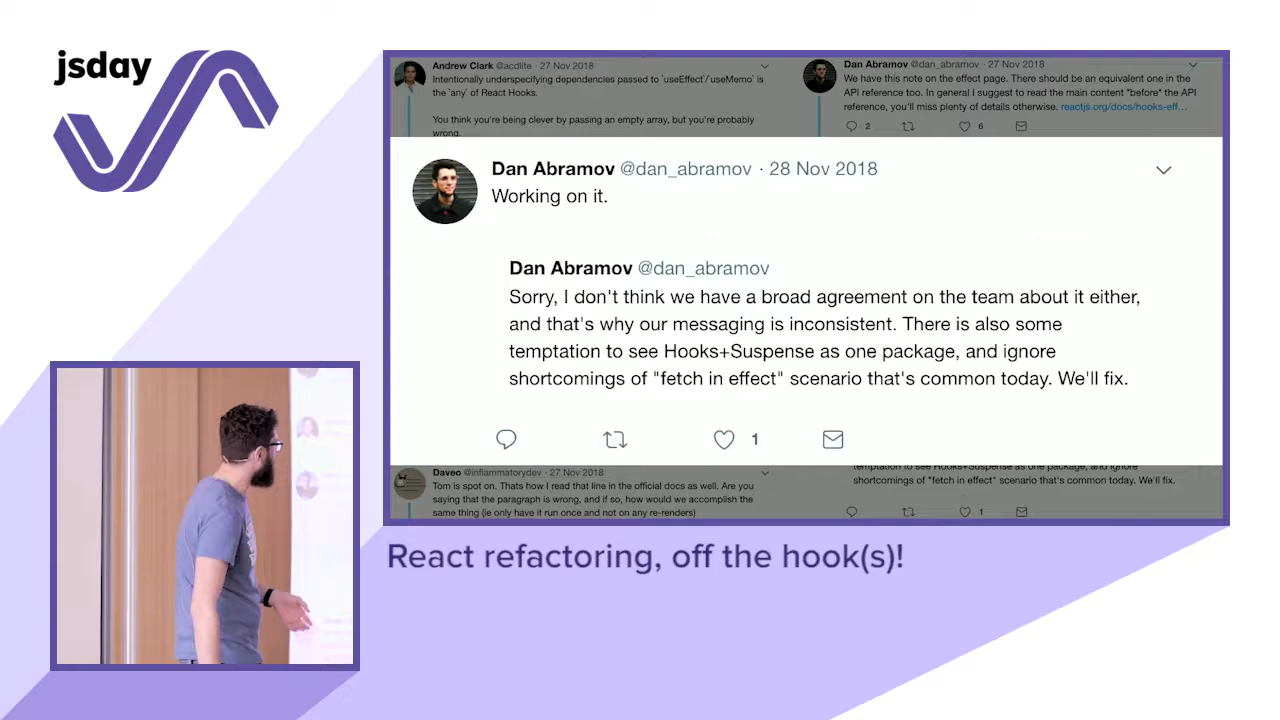 jsday
Andrew Clark @acdlite · 27 Nov 2018
Intentionally underspecifying dependencies passed to `useEffect`/`useMemo` is
the `any` of React Hooks.
You think you're being clever by passing an empty array, but you're probably
wrong.
Dan Abramov @dan_abramov · 27 Nov 2018
We have this note on the effect page. There should be an equivalent one in the
API reference too. In general I suggest to read the main content *before* the API
reference, you'll miss plenty of details otherwise. reactjs.org/docs/hooks-eff…
2
6
Dan Abramov @dan_abramov · 28 Nov 2018
Working on it.
Dan Abramov @dan_abramov
Sorry, I don't think we have a broad agreement on the team about it either,
and that's why our messaging is inconsistent. There is also some
temptation to see Hooks+Suspense as one package, and ignore
shortcomings of "fetch in effect" scenario that's common today. We'll fix.
1
Daveo @inflammatorydev · 27 Nov 2018
Tom is spot on. Thats how I read that line in the official docs as well. Are you
saying that the paragraph is wrong, and if so, how would we accomplish the
same thing (ie only have it run once and not on any re-renders)
temptation to see Hooks+Suspense as one package, and ignore
shortcomings of "fetch in effect" scenario that's common today. We'll fix.
1
React refactoring, off the hook(s)!